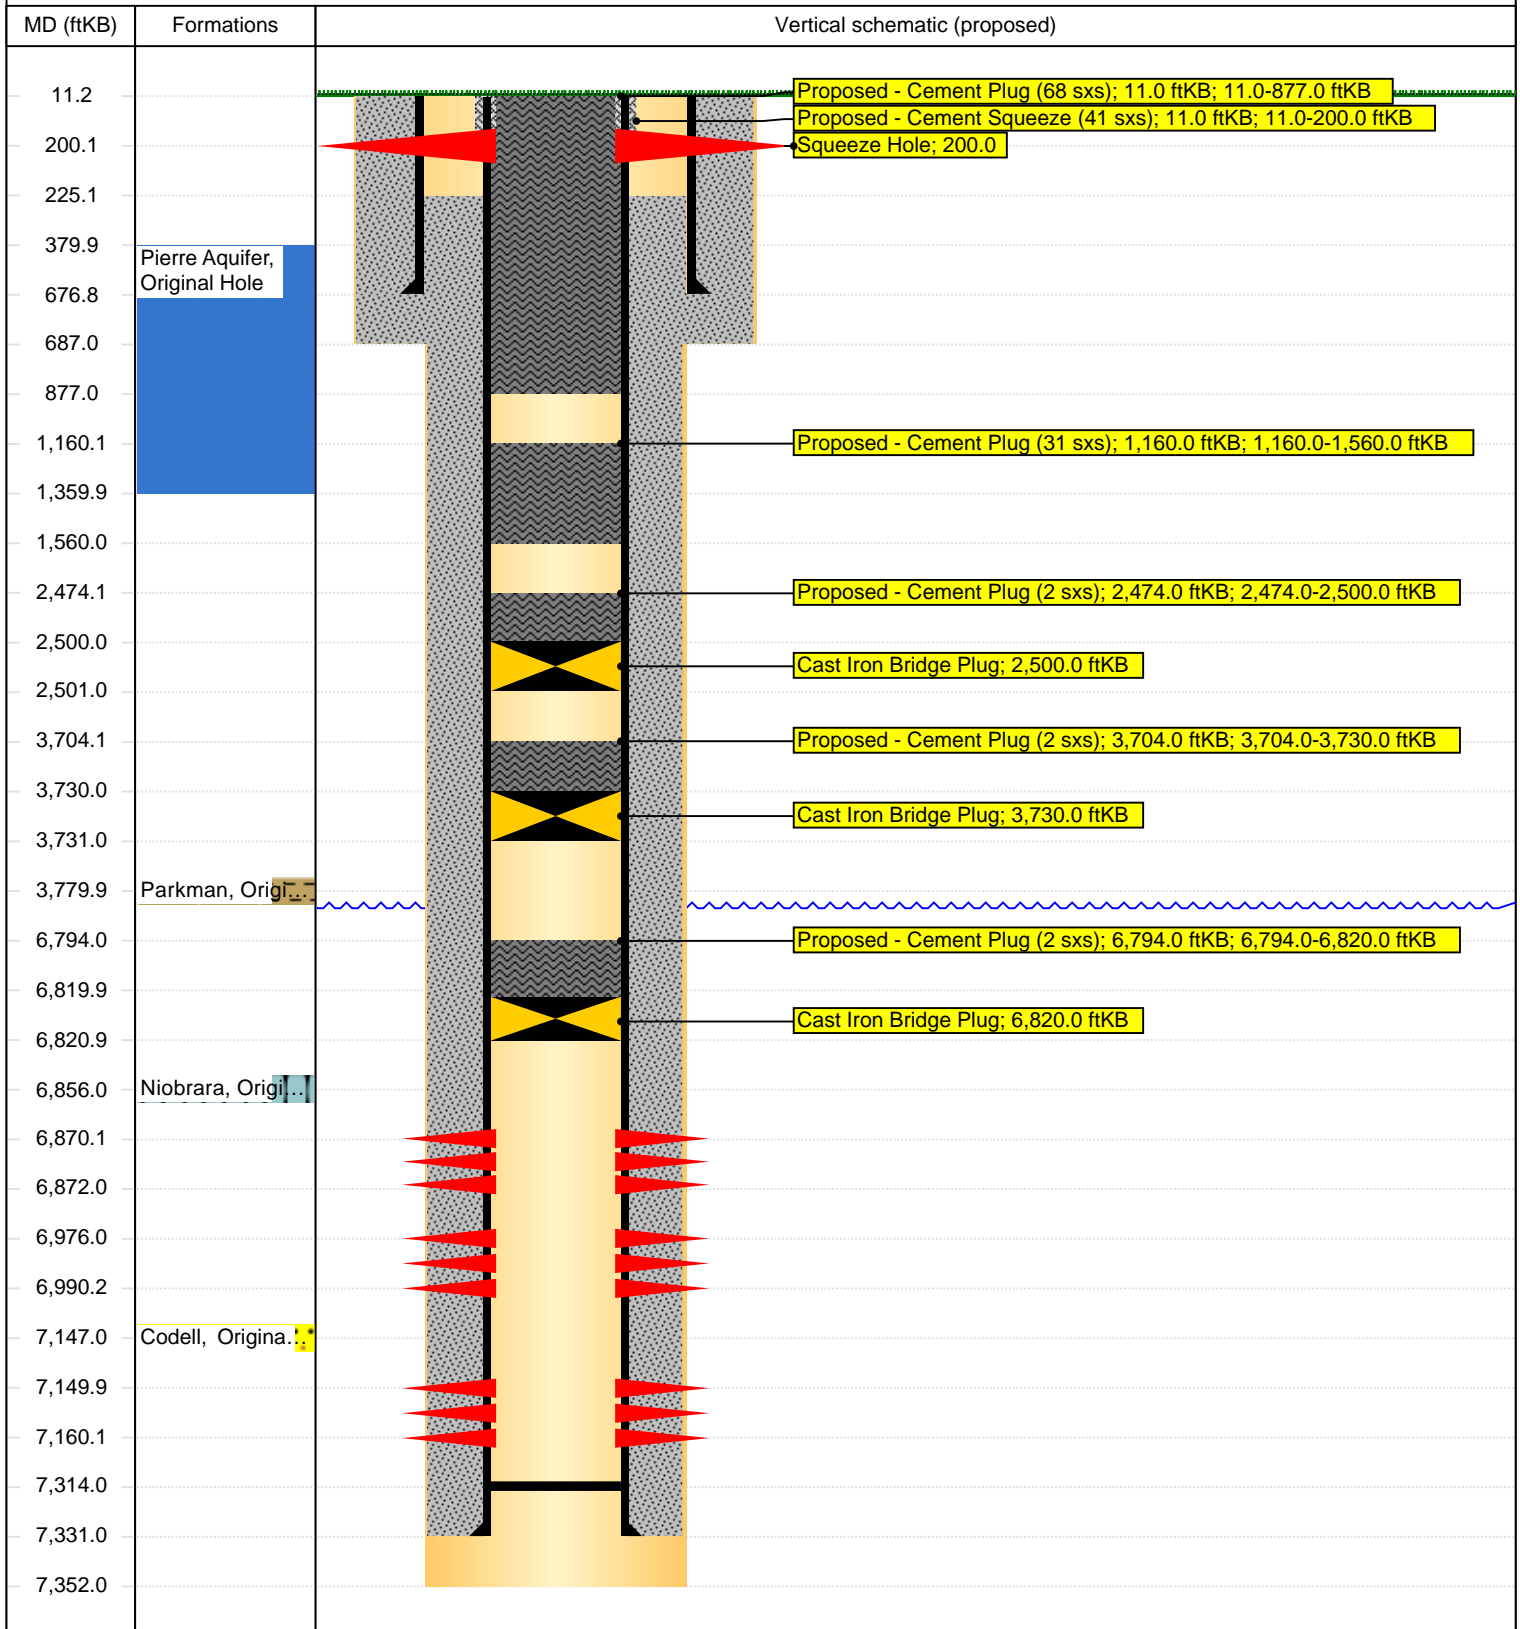 MD (ftKB) Formations Vertical schematic (proposed)
11.2
Proposed - Cement Plug (68 sxs); 11.0 ftKB; 11.0-877.0 ftKB
Proposed - Cement Squeeze (41 sxs); 11.0 ftKB; 11.0-200.0 ftKB
200.1 Squeeze Hole; 200.0
225.1
379.9
Pierre Aquifer,
Original Hole
676.8
687.0
877.0
1,160.1 Proposed - Cement Plug (31 sxs); 1,160.0 ftKB; 1,160.0-1,560.0 ftKB
1,359.9
1,560.0
2,474.1 Proposed - Cement Plug (2 sxs); 2,474.0 ftKB; 2,474.0-2,500.0 ftKB
2,500.0
Cast Iron Bridge Plug; 2,500.0 ftKB
2,501.0
3,704.1 Proposed - Cement Plug (2 sxs); 3,704.0 ftKB; 3,704.0-3,730.0 ftKB
3,730.0
Cast Iron Bridge Plug; 3,730.0 ftKB
3,731.0
3,779.9 Parkman, Origi...
6,794.0 Proposed - Cement Plug (2 sxs); 6,794.0 ftKB; 6,794.0-6,820.0 ftKB
6,819.9
Cast Iron Bridge Plug; 6,820.0 ftKB
6,820.9
6,856.0 Niobrara, Origi...
6,870.1
6,872.0
6,976.0
6,990.2
7,147.0 Codell, Origina...
7,149.9
7,160.1
7,314.0
7,331.0
7,352.0